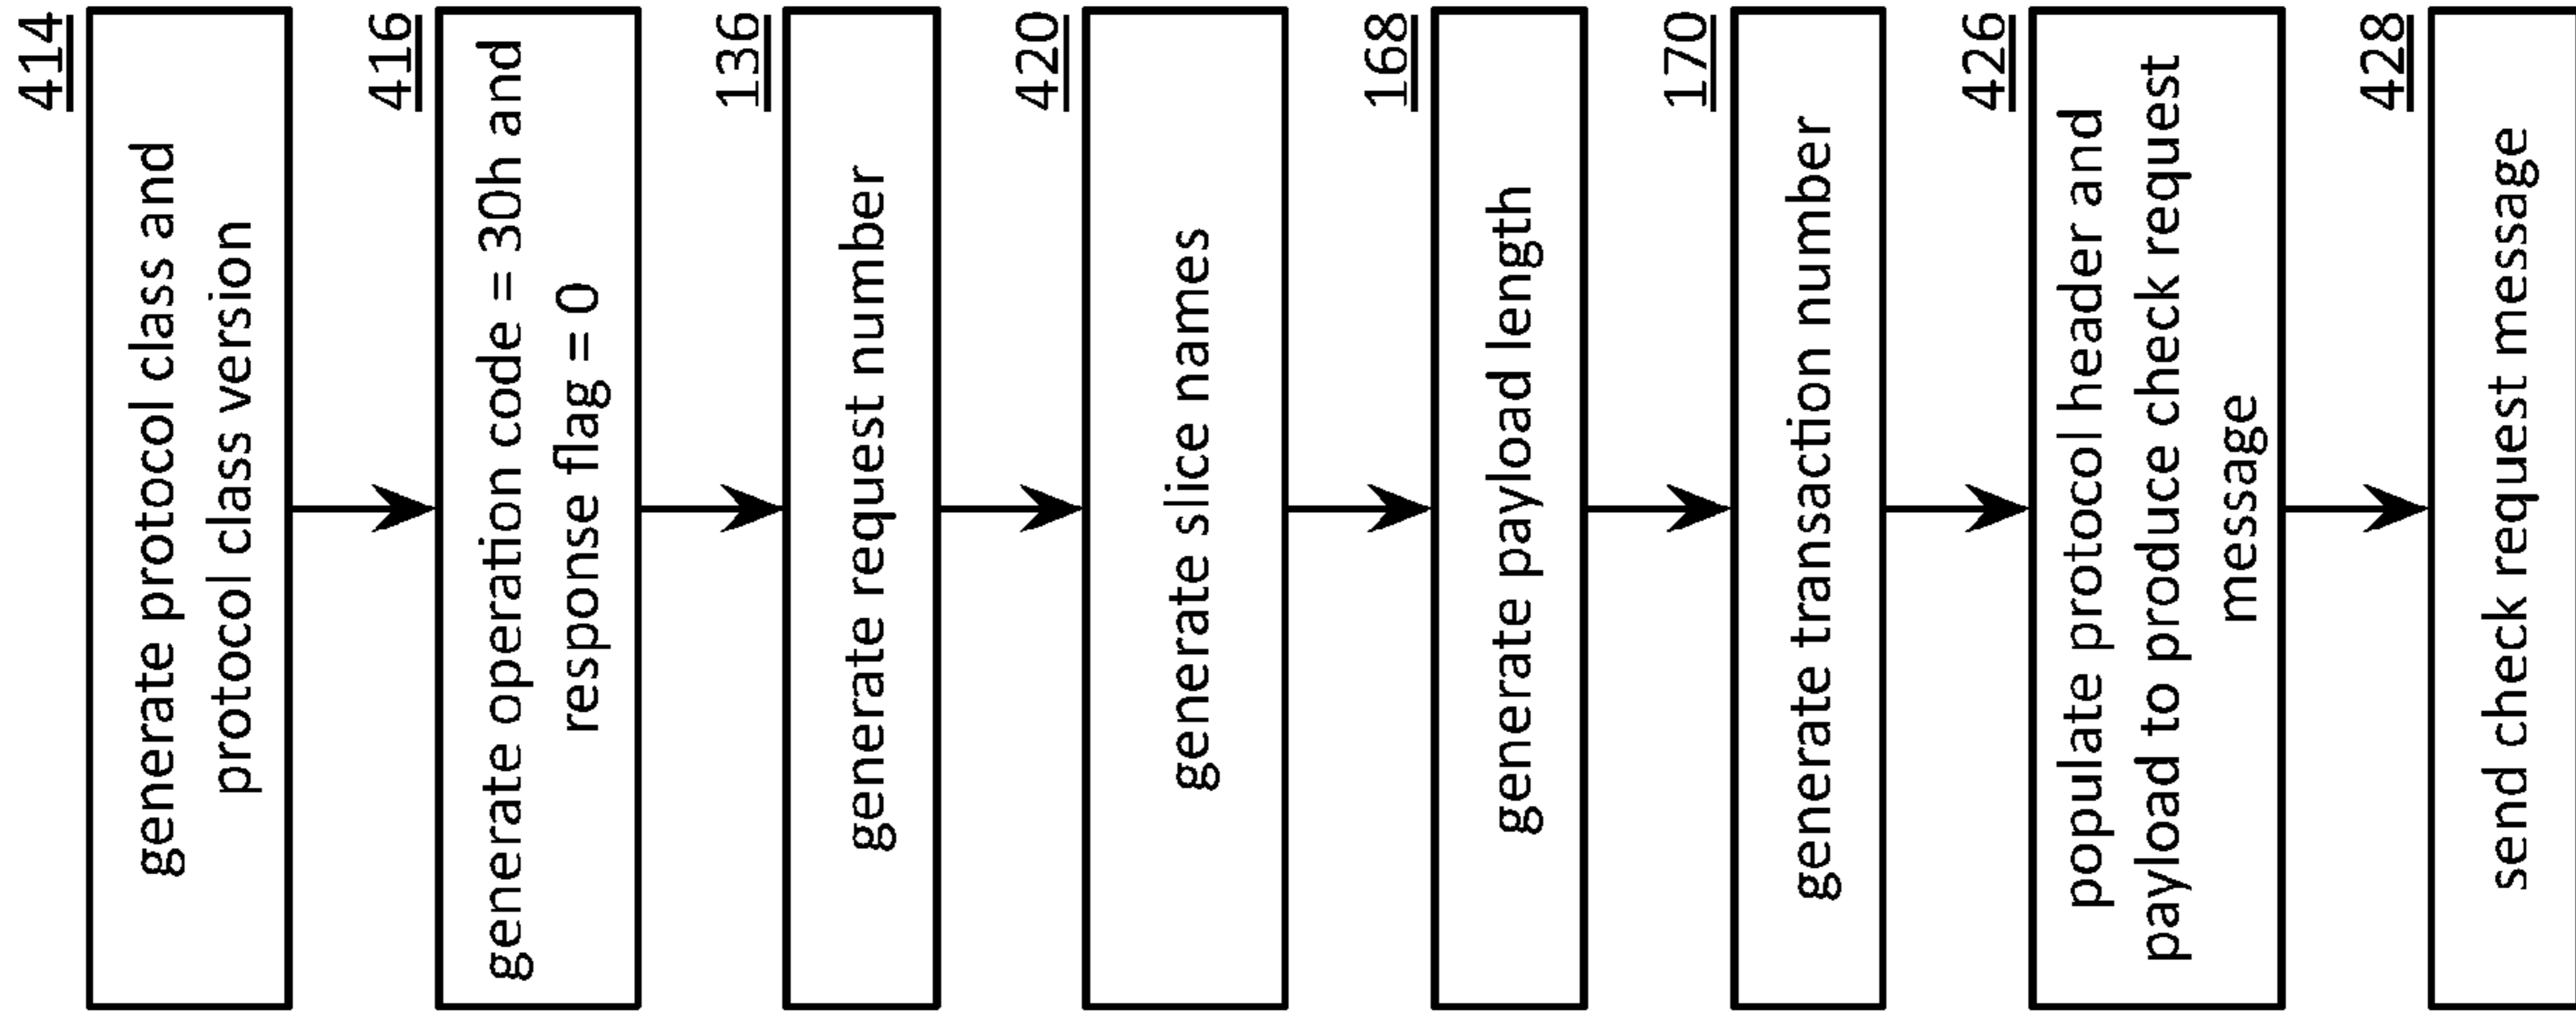 414
generate protocol class and
protocol class version
416
generate operation code = 30h and
response flag = 0
136
generate request number
420
generate slice names
168
generate payload length
170
generate transaction number
426
populate protocol header and
payload to produce check request
message
428
send check request message